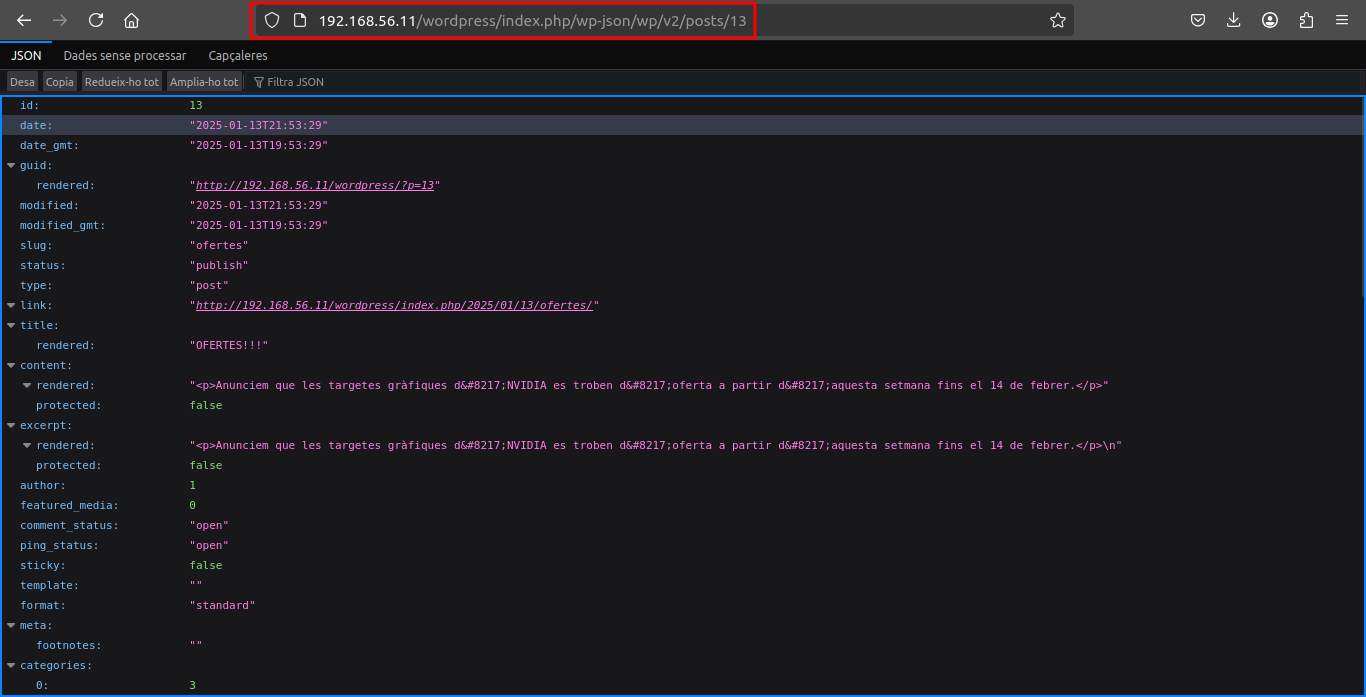 192.168.56.11/wordpress/index.php/wp-json/wp/v2/posts/13
JSON Dades sense processar Capçaleres
Desa Copia Redueix-ho tot Amplia-ho tot Filtra JSON
id: 13
date: "2025-01-13T21:53:29"
date_gmt: "2025-01-13T19:53:29"
guid:
rendered: "http://192.168.56.11/wordpress/?p=13"
modified: "2025-01-13T21:53:29"
modified_gmt: "2025-01-13T19:53:29"
slug: "ofertes"
status: "publish"
type: "post"
link: "http://192.168.56.11/wordpress/index.php/2025/01/13/ofertes/"
title:
rendered: "OFERTES!!!"
content:
rendered: "<p>Anunciem que les targetes gràfiques d&#8217;NVIDIA es troben d&#8217;oferta a partir d&#8217;aquesta setmana fins el 14 de febrer.</p>"
protected: false
excerpt:
rendered: "<p>Anunciem que les targetes gràfiques d&#8217;NVIDIA es troben d&#8217;oferta a partir d&#8217;aquesta setmana fins el 14 de febrer.</p>\n"
protected: false
author: 1
featured_media: 0
comment_status: "open"
ping_status: "open"
sticky: false
template: ""
format: "standard"
meta:
footnotes: ""
categories:
0: 3